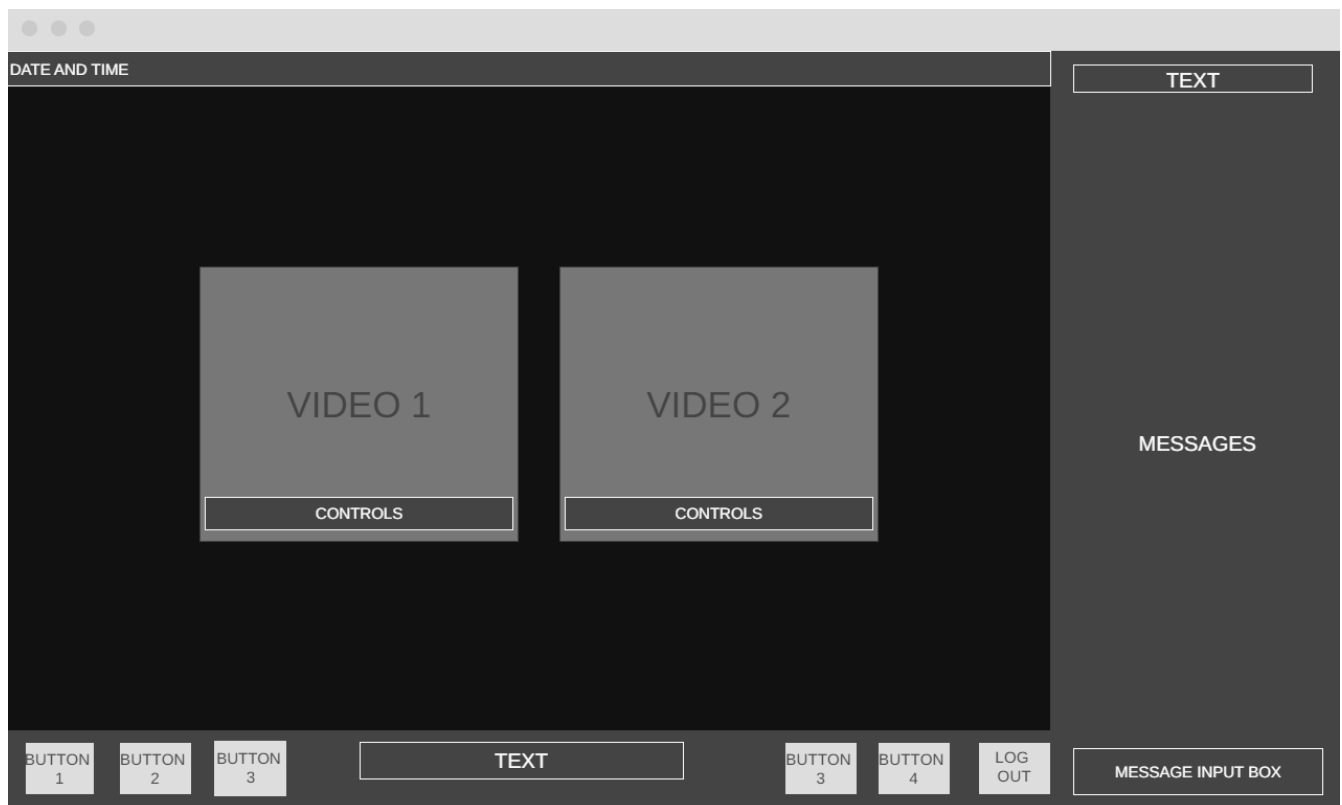 DATE AND TIME
TEXT
VIDEO 1
VIDEO 2
MESSAGES
CONTROLS
CONTROLS
BUTTON
1
BUTTON
2
BUTTON
3
TEXT
BUTTON
3
BUTTON
4
LOG
OUT
MESSAGE INPUT BOX